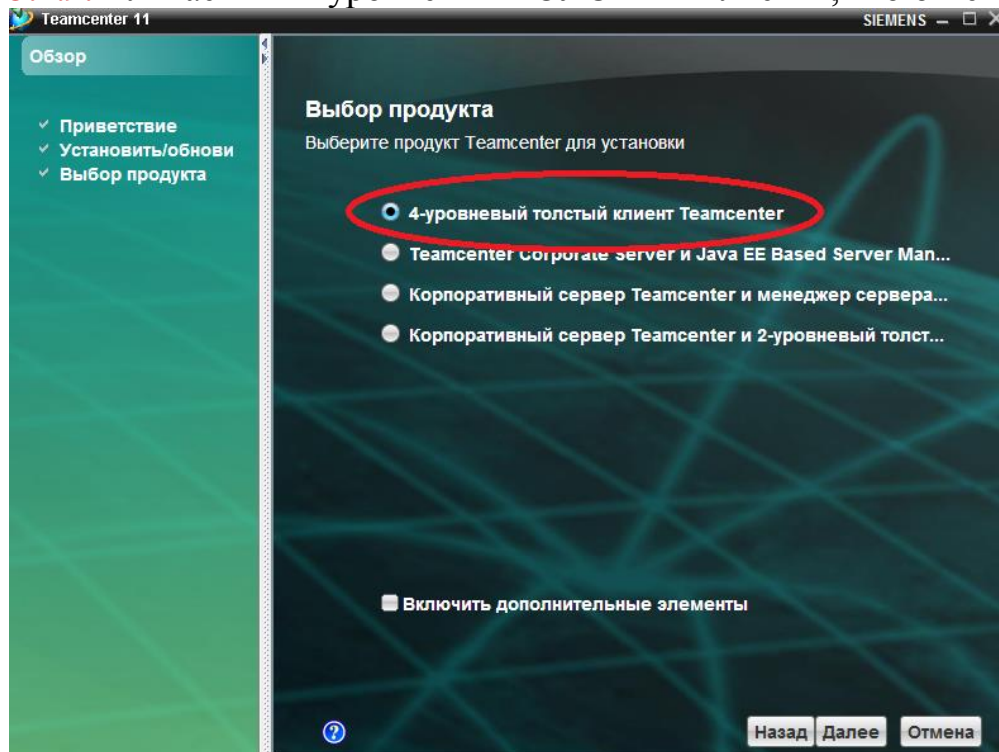 Teamcenter 11
SIEMENS
Обзор
Приветствие
Установить/обнови
Выбор продукта
Выбор продукта
Выберите продукт Teamcenter для установки
4-уровневый толстый клиент Teamcenter
Teamcenter Corporate Server и Java EE Based Server Man...
Корпоративный сервер Teamcenter и менеджер сервера...
Корпоративный сервер Teamcenter и 2-уровневый толст...
Включить дополнительные элементы
?
Назад Далее Отмена